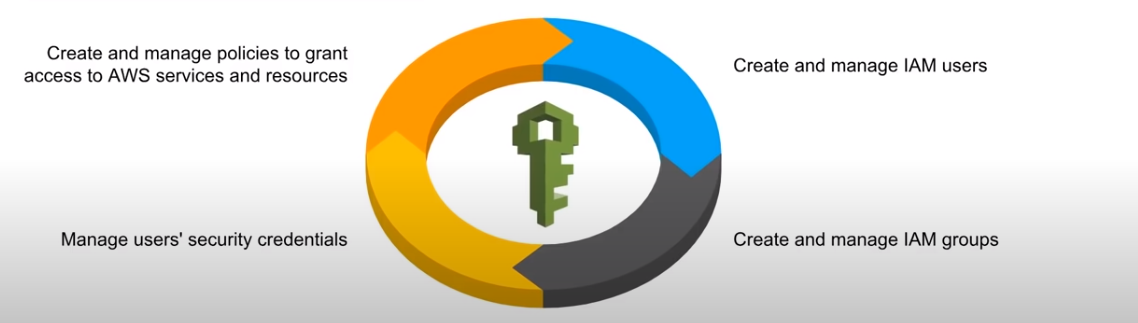 Create and manage policies to grant
access to AWS services and resources
Create and manage IAM users
Manage users' security credentials
Create and manage IAM groups